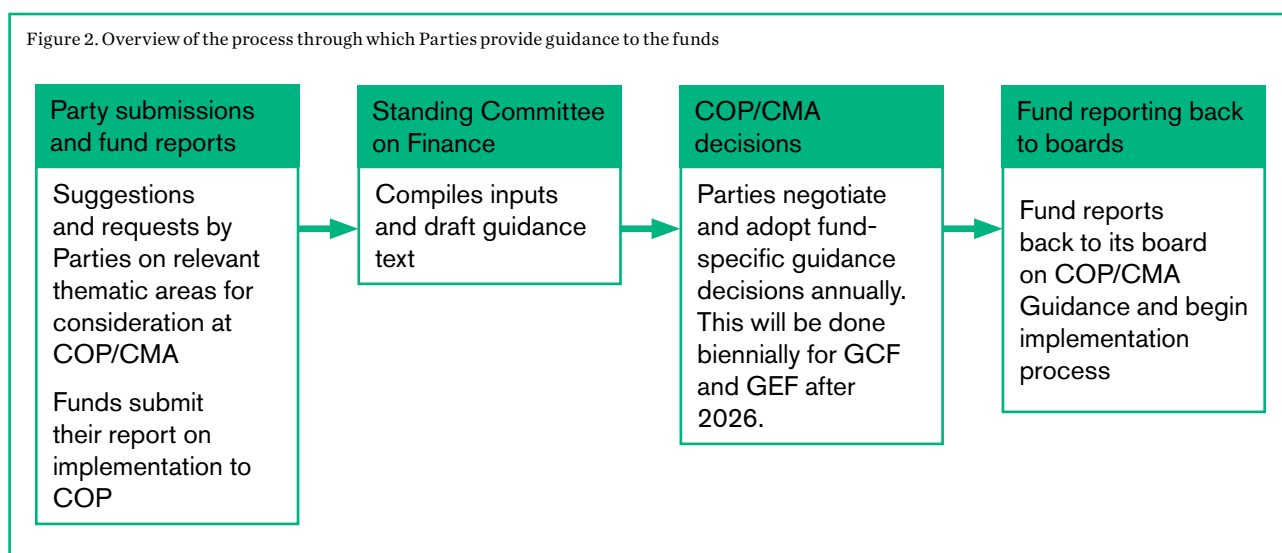 Figure 2. Overview of the process through which Parties provide guidance to the funds
Party submissions
and fund reports
Suggestions
and requests by
Parties on relevant
thematic areas for
consideration at
COP/CMA
Funds submit
their report on
implementation to
COP
Standing Committee
on Finance
Compiles inputs
and draft guidance
text
COP/CMA
decisions
Parties negotiate
and adopt fund-
specific guidance
decisions annually.
This will be done
biennially for GCF
and GEF after
2026.
Fund reporting back
to boards
Fund reports
back to its board
on COP/CMA
Guidance and begin
implementation
process